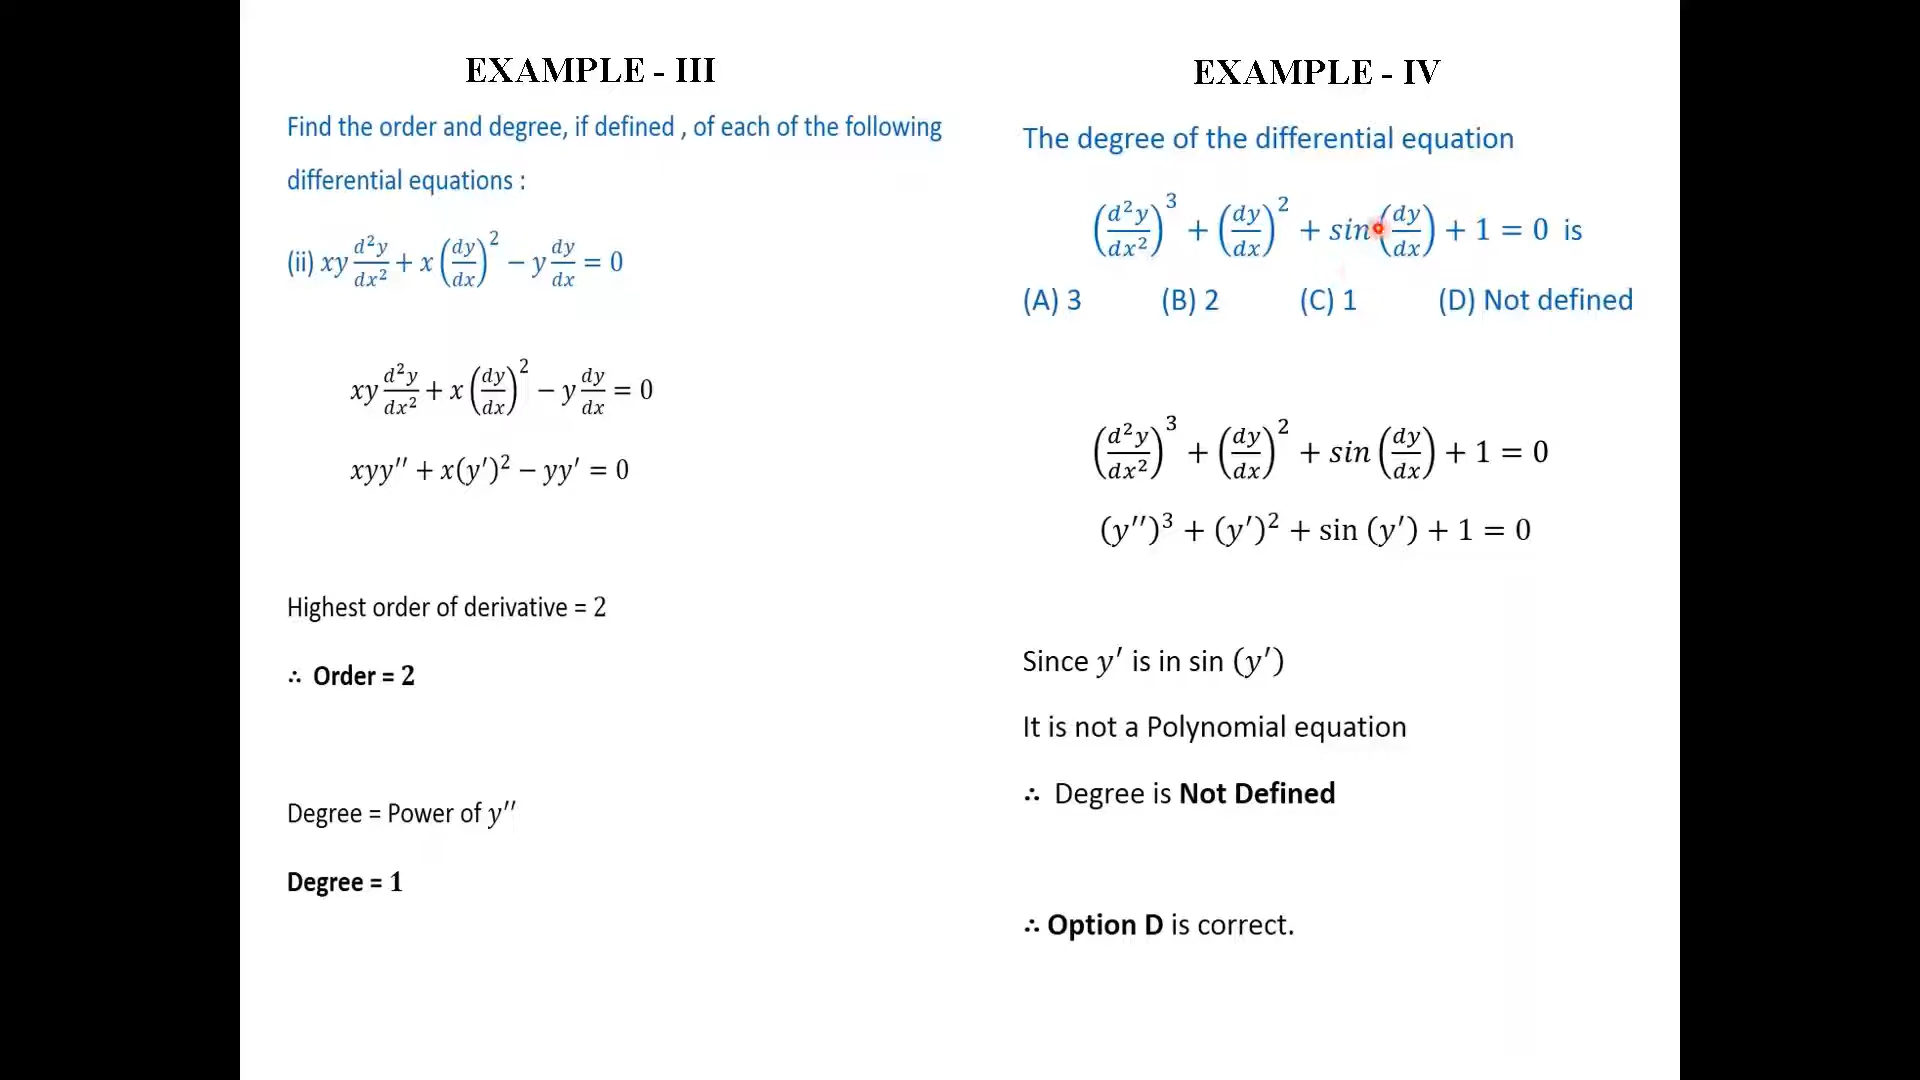 EXAMPLE - III
Find the order and degree, if defined , of each of the following
differential equations :
(ii) xy d²y/dx² + x (dy/dx)² − y dy/dx = 0
xy d²y/dx² + x (dy/dx)² − y dy/dx = 0
xyy′′ + x(y′)² − yy′ = 0
Highest order of derivative = 2
∴ Order = 2
Degree = Power of y′′
Degree = 1
EXAMPLE - IV
The degree of the differential equation
(d²y/dx²)³ + (dy/dx)² + sin (dy/dx) + 1 = 0 is
(A) 3 (B) 2 (C) 1 (D) Not defined
(d²y/dx²)³ + (dy/dx)² + sin (dy/dx) + 1 = 0
(y′′)³ + (y′)² + sin (y′) + 1 = 0
Since y′ is in sin (y′)
It is not a Polynomial equation
∴ Degree is Not Defined
∴ Option D is correct.